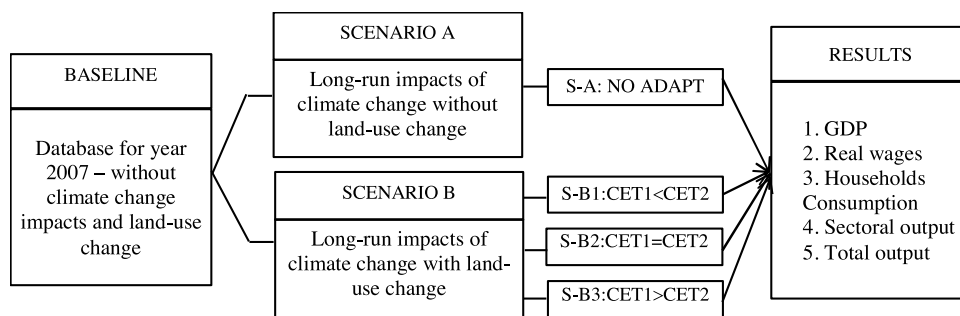 BASELINE
Database for year
2007 – without
climate change
impacts and land-use
change
SCENARIO A
Long-run impacts of
climate change without
land-use change
SCENARIO B
Long-run impacts of
climate change with land-
use change
S-A: NO ADAPT
S-B1:CET1<CET2
S-B2:CET1=CET2
S-B3:CET1>CET2
RESULTS
1. GDP
2. Real wages
3. Households
Consumption
4. Sectoral output
5. Total output